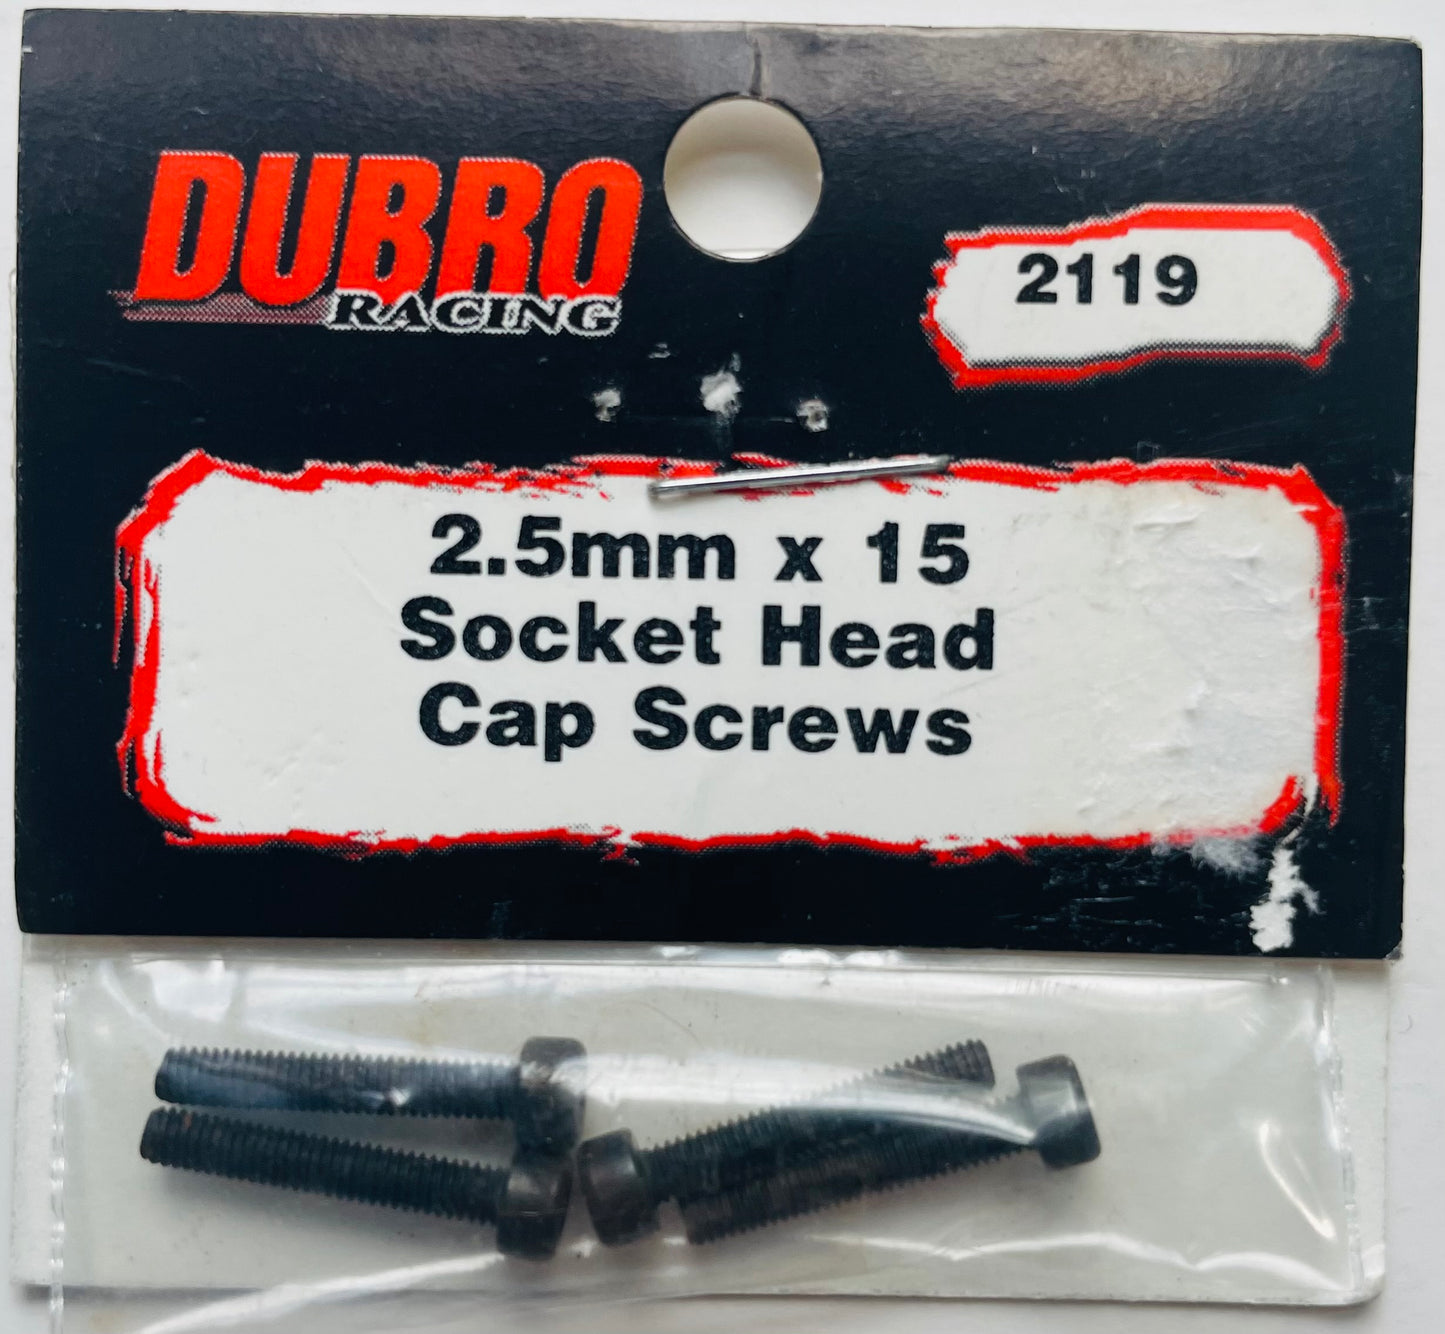 DUBRO
RACING
2119
2.5mm x 15
Socket Head
Cap Screws